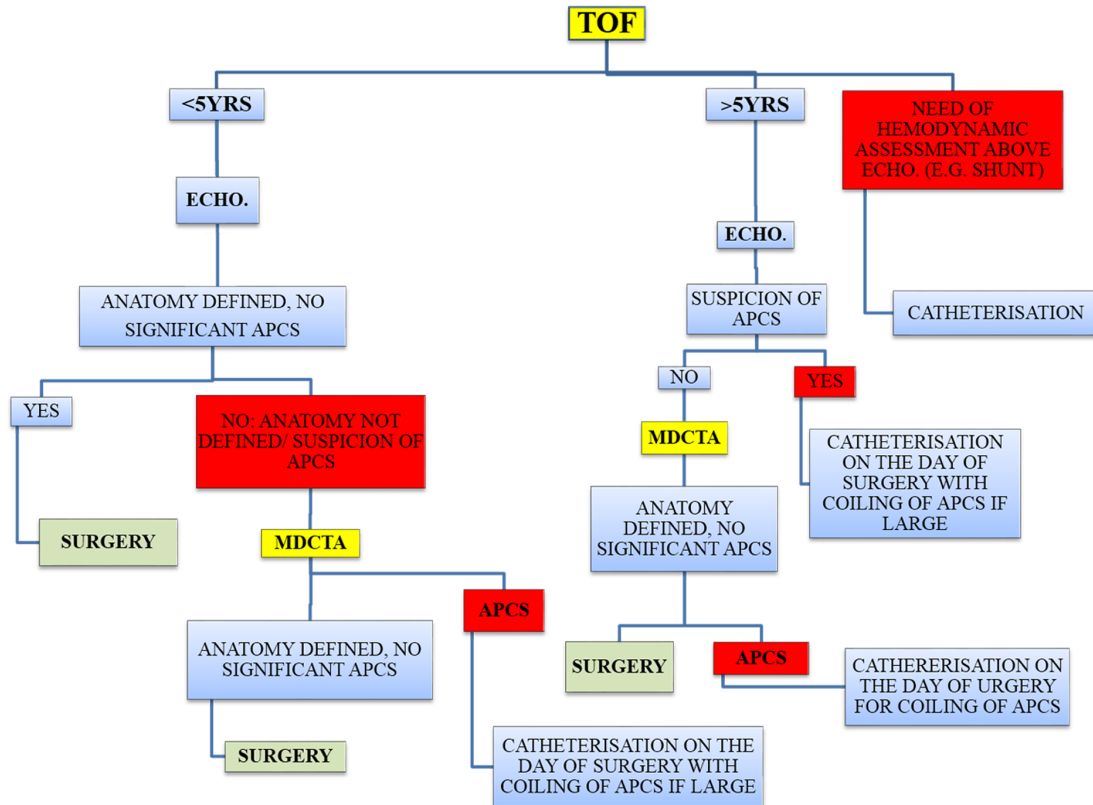 TOF
<5YRS
ECHO.
ANATOMY DEFINED, NO
SIGNIFICANT APCS
YES
SURGERY
NO: ANATOMY NOT
DEFINED/ SUSPICION OF
APCS
MDCTA
ANATOMY DEFINED, NO
SIGNIFICANT APCS
SURGERY
APCS
CATHETERISATION ON THE
DAY OF SURGERY WITH
COILING OF APCS IF LARGE
>5YRS
ECHO.
SUSPICION OF
APCS
NO
MDCTA
ANATOMY
DEFINED, NO
SIGNIFICANT APCS
SURGERY
APCS
CATHERERISATION ON
THE DAY OF URGERY
FOR COILING OF APCS
YES
CATHETERISATION
ON THE DAY OF
SURGERY WITH
COILING OF APCS IF
LARGE
NEED OF
HEMODYNAMIC
ASSESSMENT ABOVE
ECHO. (E.G. SHUNT)
CATHETERISATION